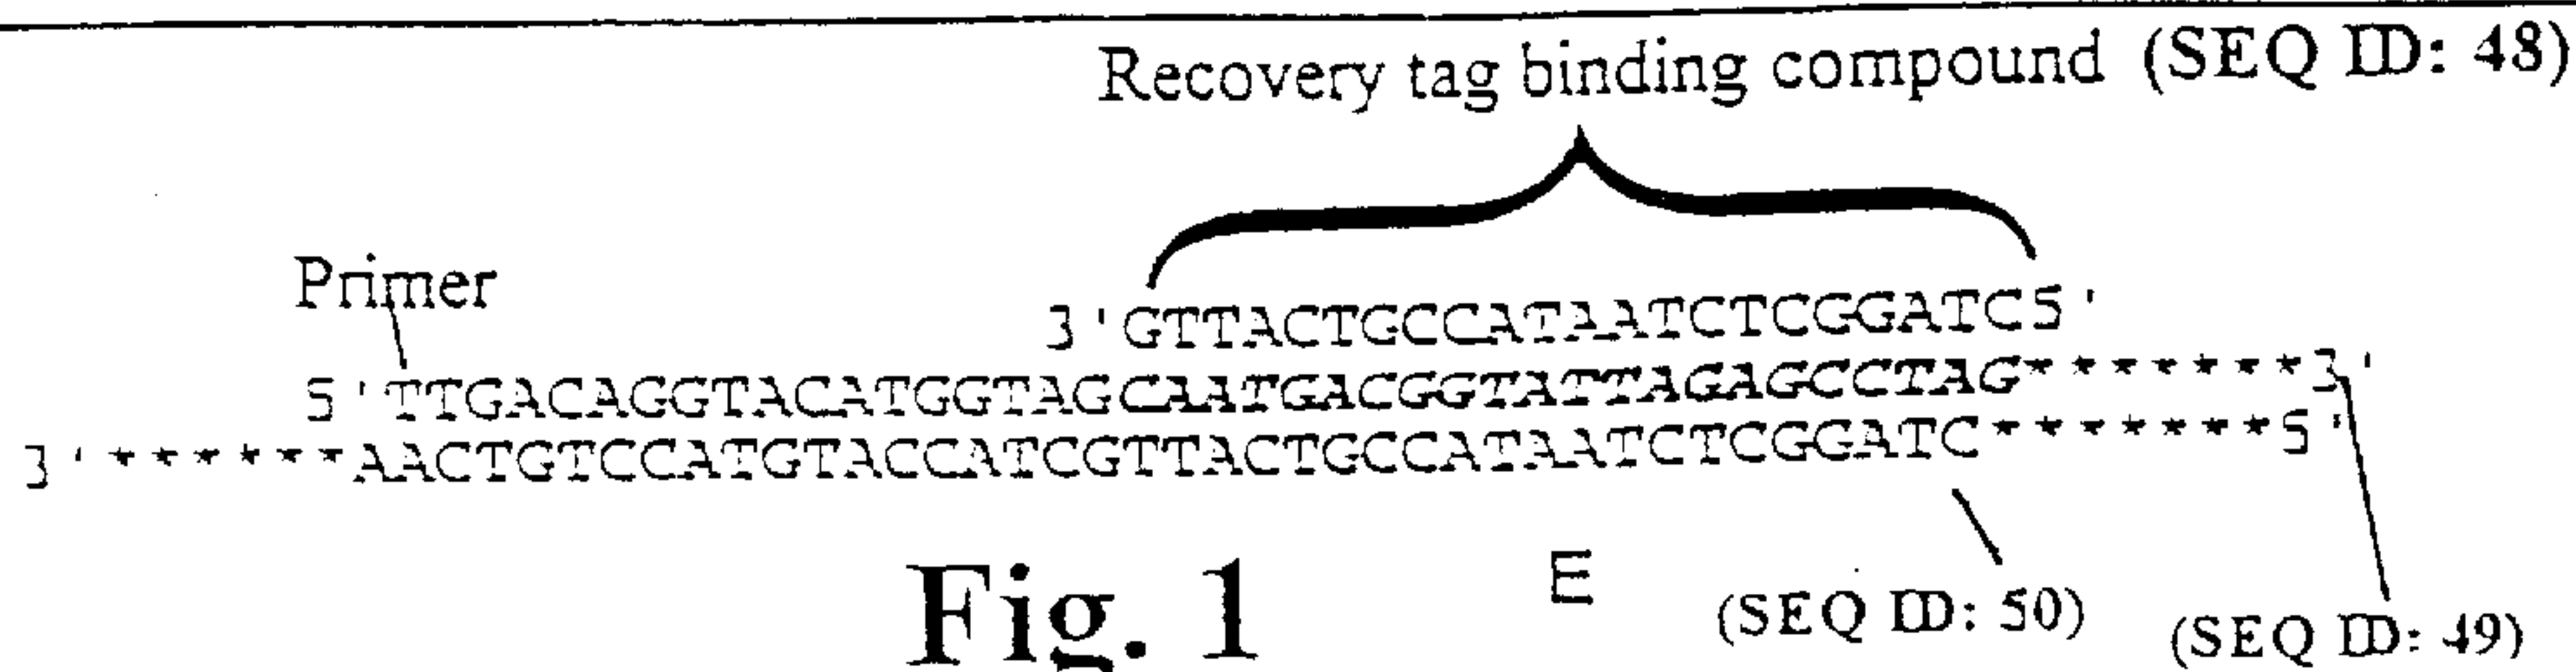 Recovery tag binding compound (SEQ ID: 48)
Primer
3'GTTACTGCCATAATCTCGGATC5'
5'TTGACAGGTACATGGTAGCAATGACGGTATTAGAGCCTAG*******3'
3'******AACTGTCCATGTACCATCGTTACTGCCATAATCTCGGATC*******5'
Fig. 1 E
(SEQ ID: 50) (SEQ ID: 49)